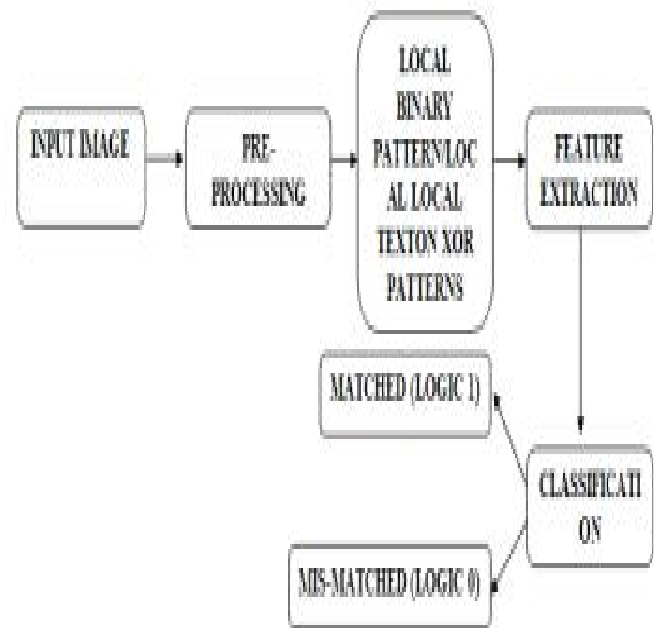 INPUT IMAGE
PRE-
PROCESSING
LOCAL
BINARY
PATTERN/LOC
AL LOCAL
TEXTON XOR
PATTERNS
FEATURE
EXTRACTION
MATCHED (LOGIC 1)
CLASSIFICATI
ON
MIS-MATCHED (LOGIC 0)